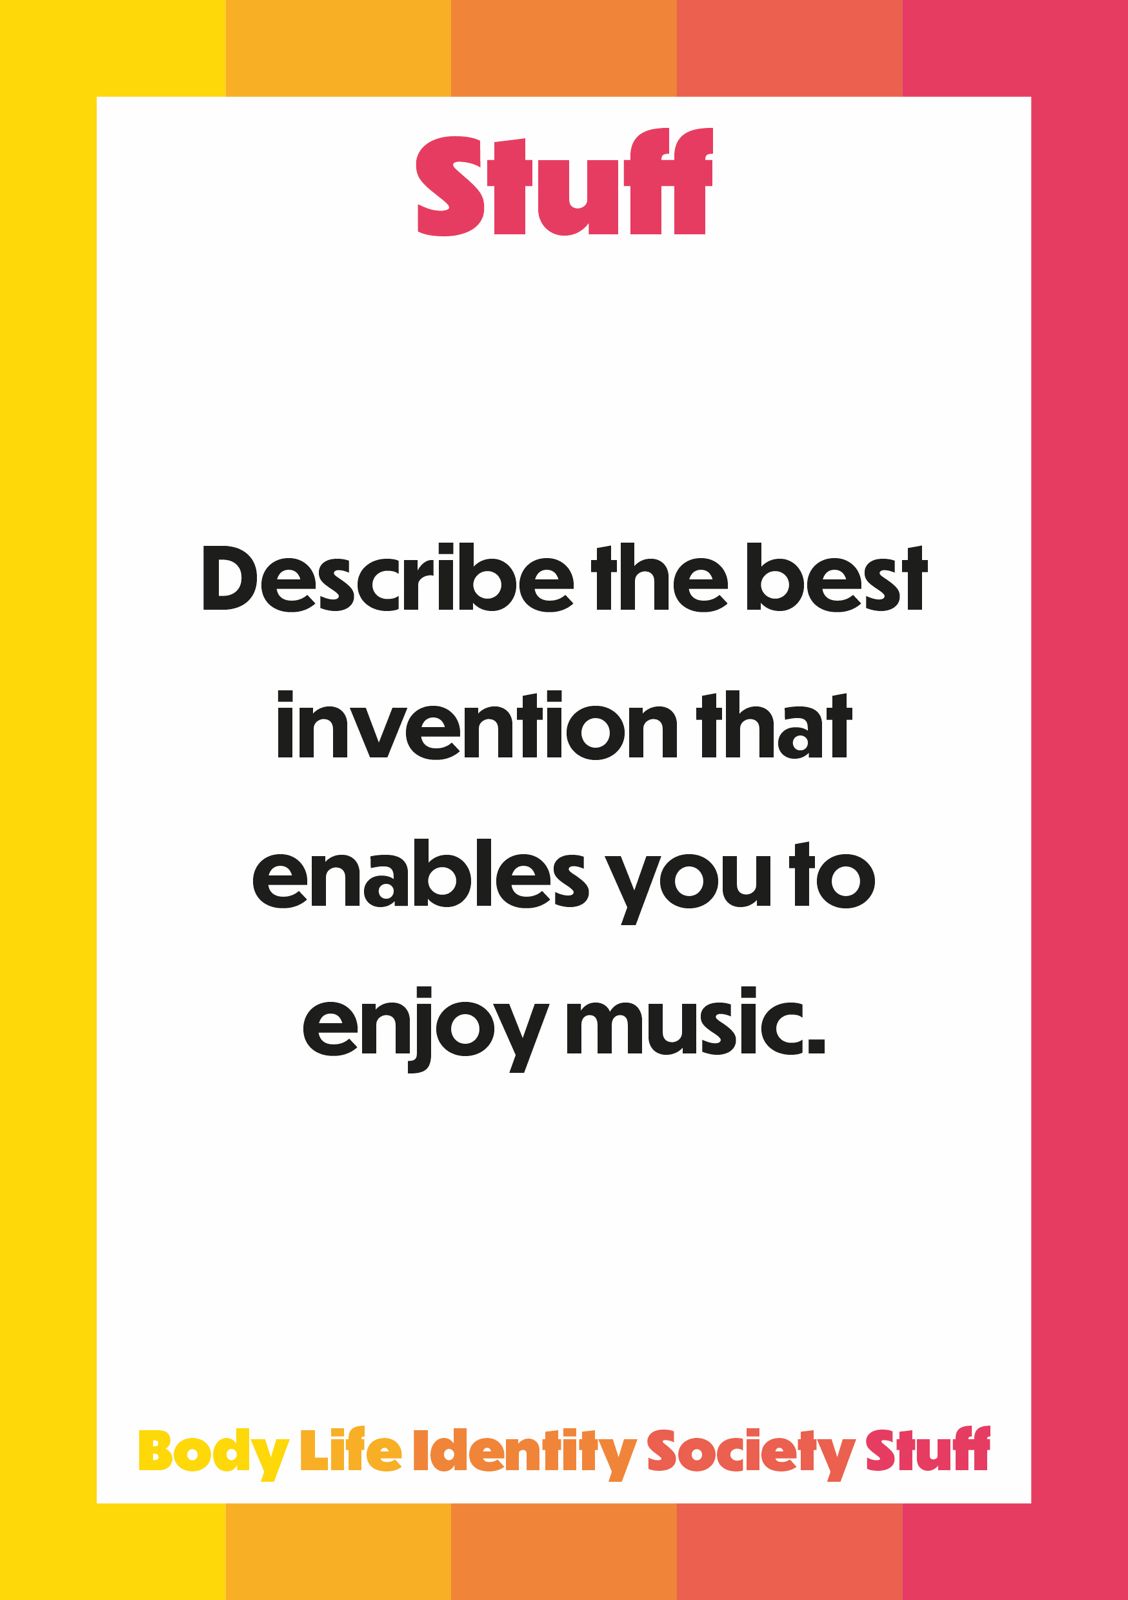 Stuff
Describe the best
invention that
enables you to
enjoy music.
Body Life Identity Society Stuff